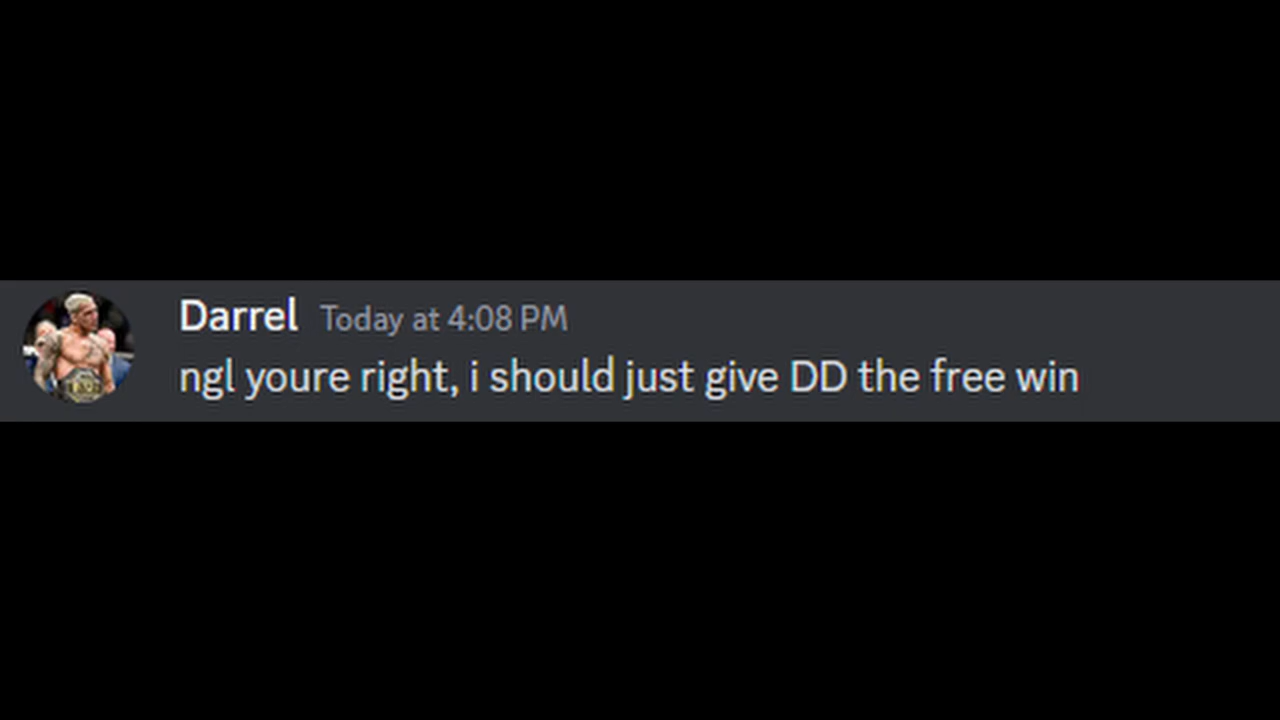 Darrel Today at 4:08 PM
ngl youre right, i should just give DD the free win